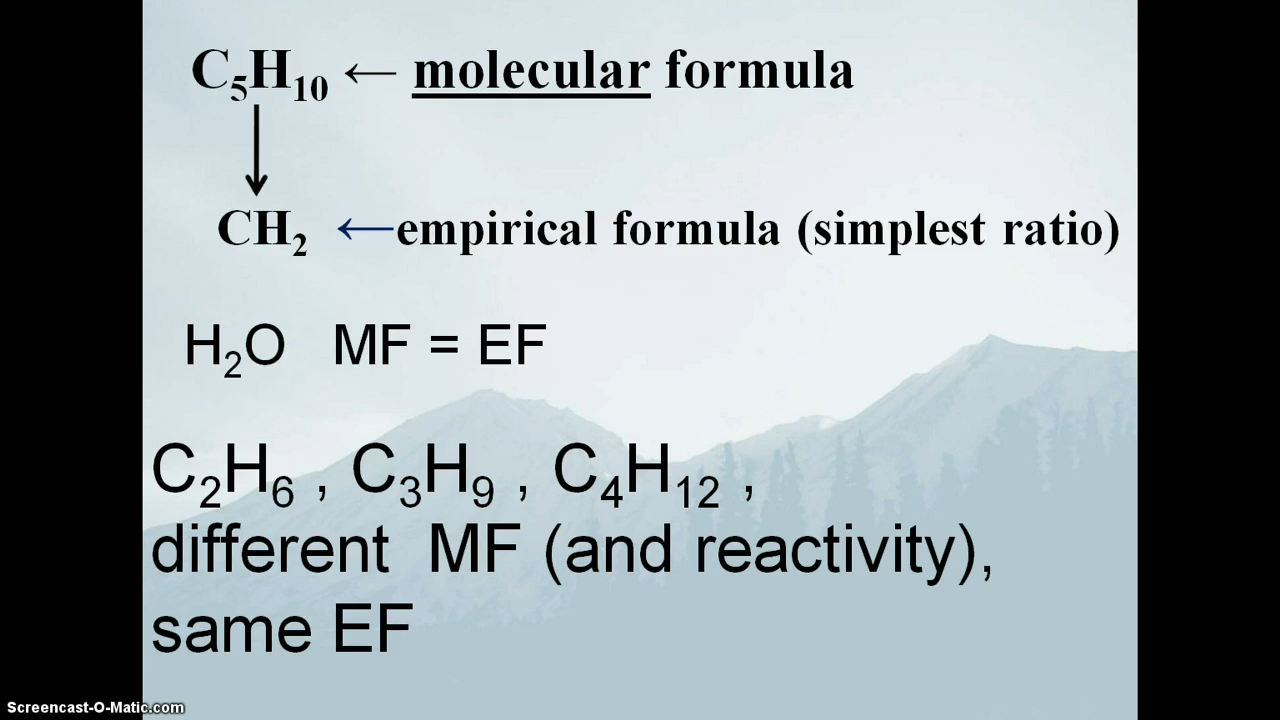 C₅H₁₀ ← molecular formula
↓
CH₂ ← empirical formula (simplest ratio)
H₂O MF = EF
C₂H₆ , C₃H₉ , C₄H₁₂ ,
different MF (and reactivity),
same EF
Screencast-O-Matic.com